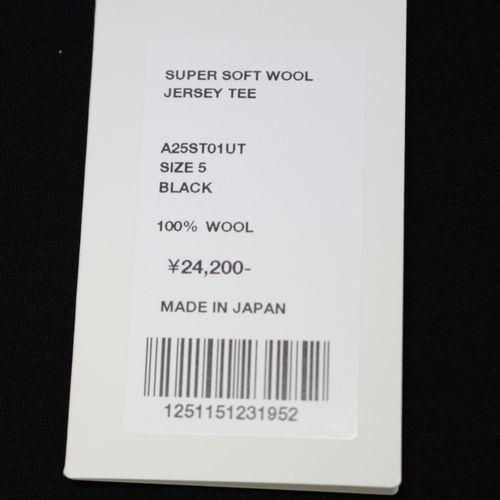 SUPER SOFT WOOL
JERSEY TEE
A25ST01UT
SIZE 5
BLACK
100% WOOL
¥24,200-
MADE IN JAPAN
1251151231952